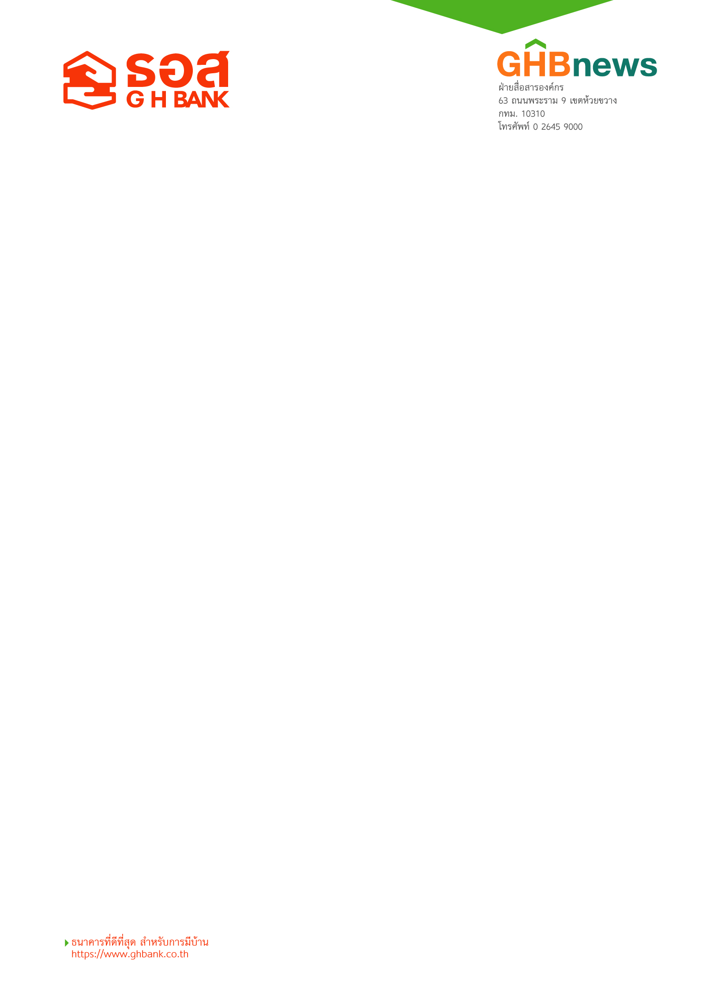 ธอส
GH BANK
GHBnews
ฝ่ายสื่อสารองค์กร
63 ถนนพระราม 9 เขตห้วยขวาง
กทม. 10310
โทรศัพท์ 0 2645 9000
ธนาคารที่ดีที่สุด สำหรับการมีบ้าน
https://www.ghbank.co.th